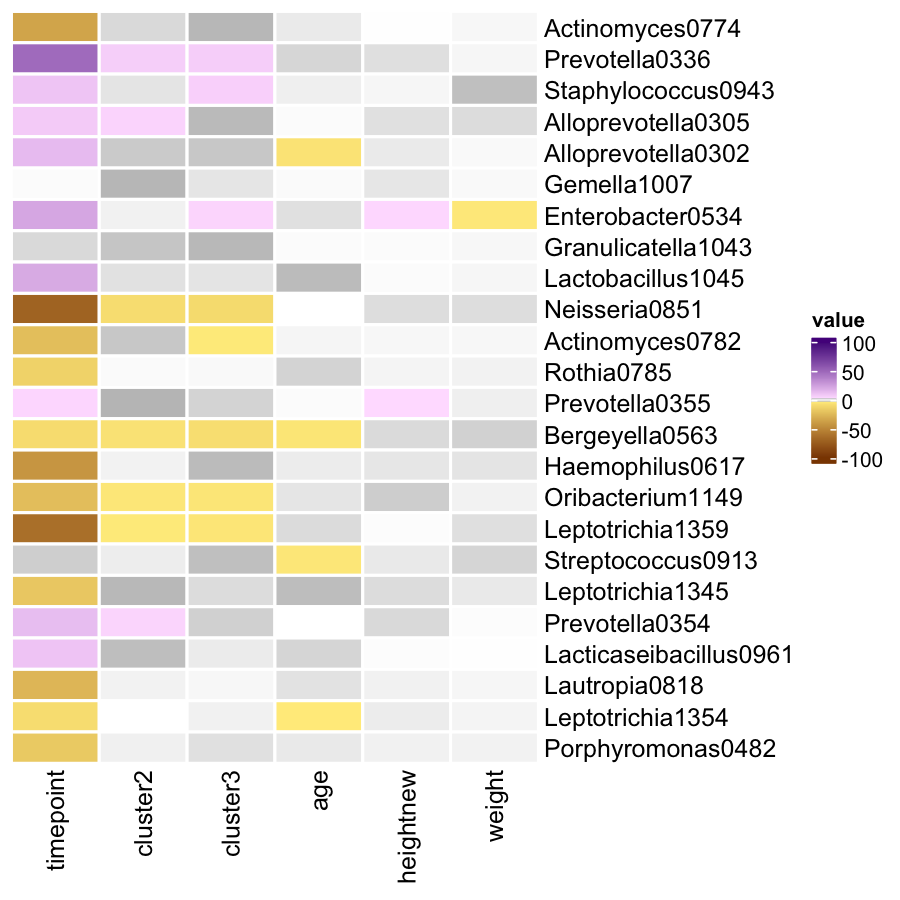 Actinomyces0774
Prevotella0336
Staphylococcus0943
Alloprevotella0305
Alloprevotella0302
Gemella1007
Enterobacter0534
Granulicatella1043
Lactobacillus1045
Neisseria0851
Actinomyces0782
Rothia0785
Prevotella0355
Bergeyella0563
Haemophilus0617
Oribacterium1149
Leptotrichia1359
Streptococcus0913
Leptotrichia1345
Prevotella0354
Lacticaseibacillus0961
Lautropia0818
Leptotrichia1354
Porphyromonas0482
timepoint
cluster2
cluster3
age
heightnew
weight
value
100
50
0
-50
-100